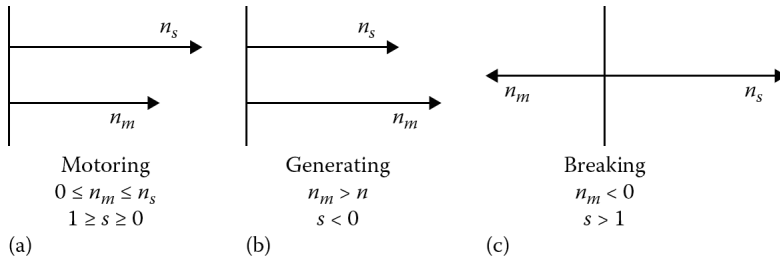 n_s
n_m
Motoring
0 ≤ n_m ≤ n_s
1 ≥ s ≥ 0
(a)
n_s
n_m
Generating
n_m > n
s < 0
(b)
n_m
n_s
Breaking
n_m < 0
s > 1
(c)